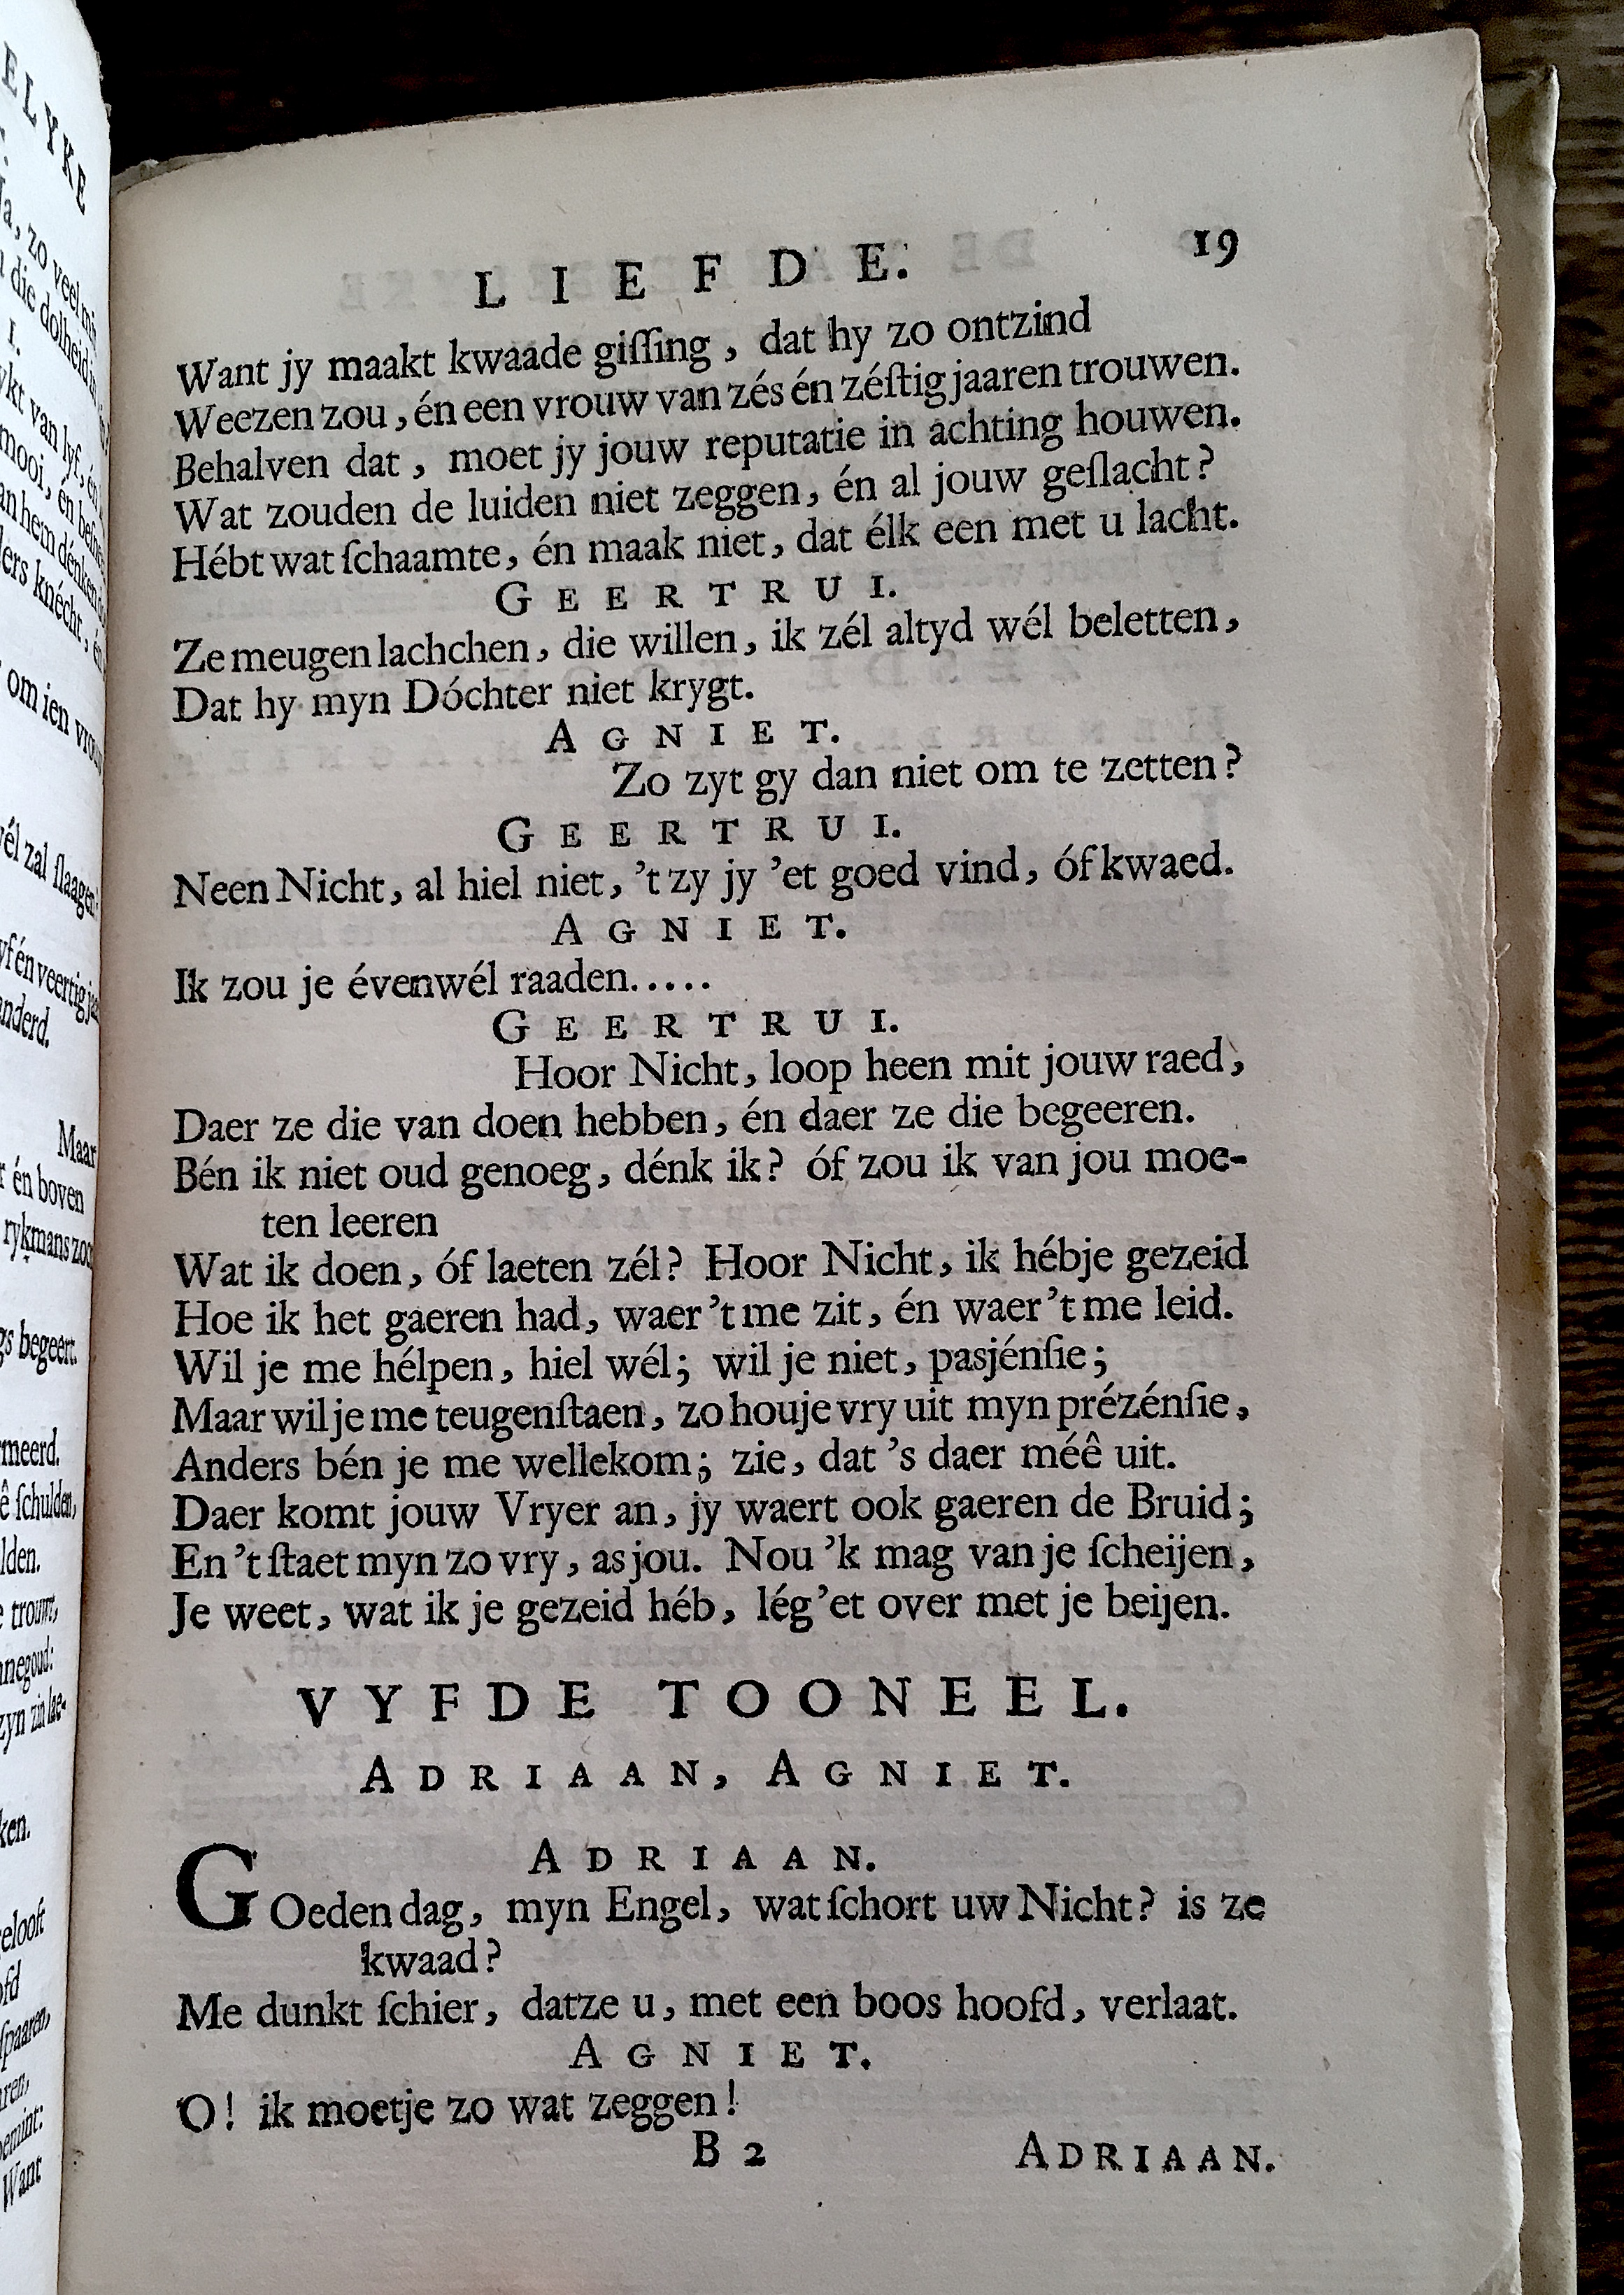 LIEFDE. 19
Want jy maakt kwaade giſſing, dat hy zo ontzind
Weezen zou, én een vrouw van zés én zéſtig jaaren trouwen.
Behalven dat, moet jy jouw reputatie in achting houwen.
Wat zouden de luiden niet zeggen, én al jouw geſlacht?
Hébt wat ſchaamte, én maak niet, dat élk een met u lacht.
GEERTRUI.
Ze meugen lachchen, die willen, ik zél altyd wél beletten,
Dat hy myn Dóchter niet krygt.
AGNIET.
Zo zyt gy dan niet om te zetten?
GEERTRUI.
Neen Nicht, al hiel niet, 't zy jy 'et goed vind, óf kwaed.
AGNIET.
Ik zou je évenwél raaden.....
GEERTRUI.
Hoor Nicht, loop heen mit jouw raed,
Daer ze die van doen hebben, én daer ze die begeeren.
Bén ik niet oud genoeg, dénk ik? óf zou ik van jou moe-
ten leeren
Wat ik doen, óf laeten zél? Hoor Nicht, ik hébje gezeid
Hoe ik het gaeren had, waer 't me zit, én waer 't me leid.
Wil je me hélpen, hiel wél; wil je niet, pasjénſie;
Maar wil je me teugenſtaen, zo houje vry uit myn prézénſie,
Anders bén je me wellekom; zie, dat 's daer méê uit.
Daer komt jouw Vryer an, jy waert ook gaeren de Bruid;
En 't ſtaet myn zo vry, as jou. Nou 'k mag van je ſcheijen,
Je weet, wat ik je gezeid héb, lég 'et over met je beijen.
VYFDE TOONEEL.
ADRIAAN, AGNIET.
ADRIAAN.
GOeden dag, myn Engel, wat ſchort uw Nicht? is ze
kwaad?
Me dunkt ſchier, datze u, met een boos hoofd, verlaat.
AGNIET.
O! ik moetje zo wat zeggen!
B 2 ADRIAAN.